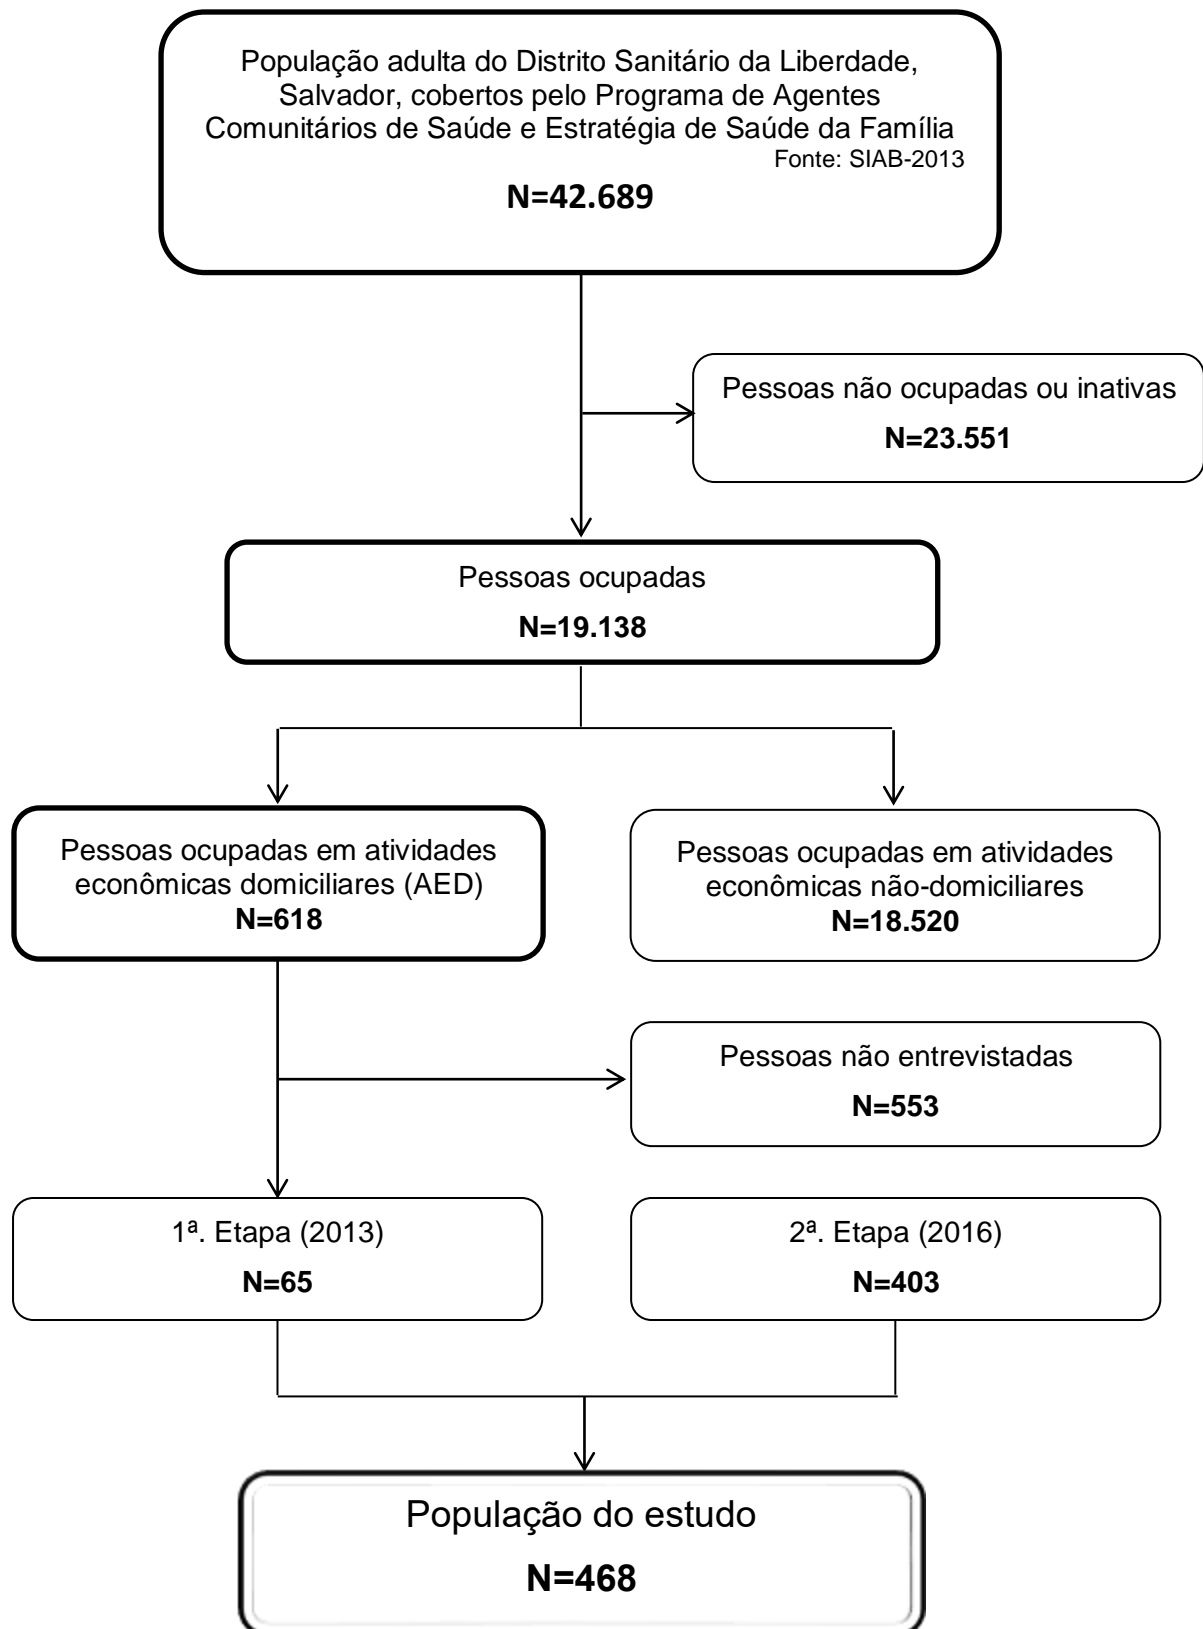 População adulta do Distrito Sanitário da Liberdade,
Salvador, cobertos pelo Programa de Agentes
Comunitários de Saúde e Estratégia de Saúde da Família
Fonte: SIAB-2013
N=42.689
Pessoas não ocupadas ou inativas
N=23.551
Pessoas ocupadas
N=19.138
Pessoas ocupadas em atividades
econômicas domiciliares (AED)
N=618
Pessoas ocupadas em atividades
econômicas não-domiciliares
N=18.520
Pessoas não entrevistadas
N=553
1ª. Etapa (2013)
N=65
2ª. Etapa (2016)
N=403
População do estudo
N=468